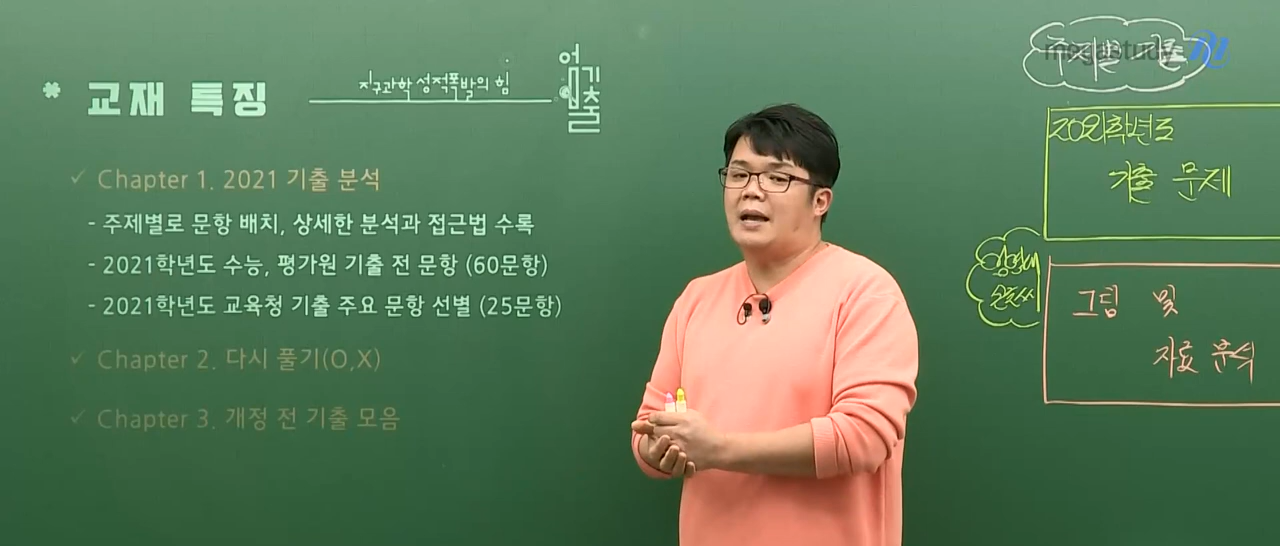 * 교재 특징
지구과학 성적폭발의 힘
✓ Chapter 1. 2021 기출 분석
- 주제별로 문항 배치, 상세한 분석과 접근법 수록
- 2021학년도 수능, 평가원 기출 전 문항 (60문항)
- 2021학년도 교육청 기출 주요 문항 선별 (25문항)
✓ Chapter 2. 다시 풀기(O,X)
✓ Chapter 3. 개정 전 기출 모음
megastudy
2021학년도
기출 문제
그림 및
자료 분석